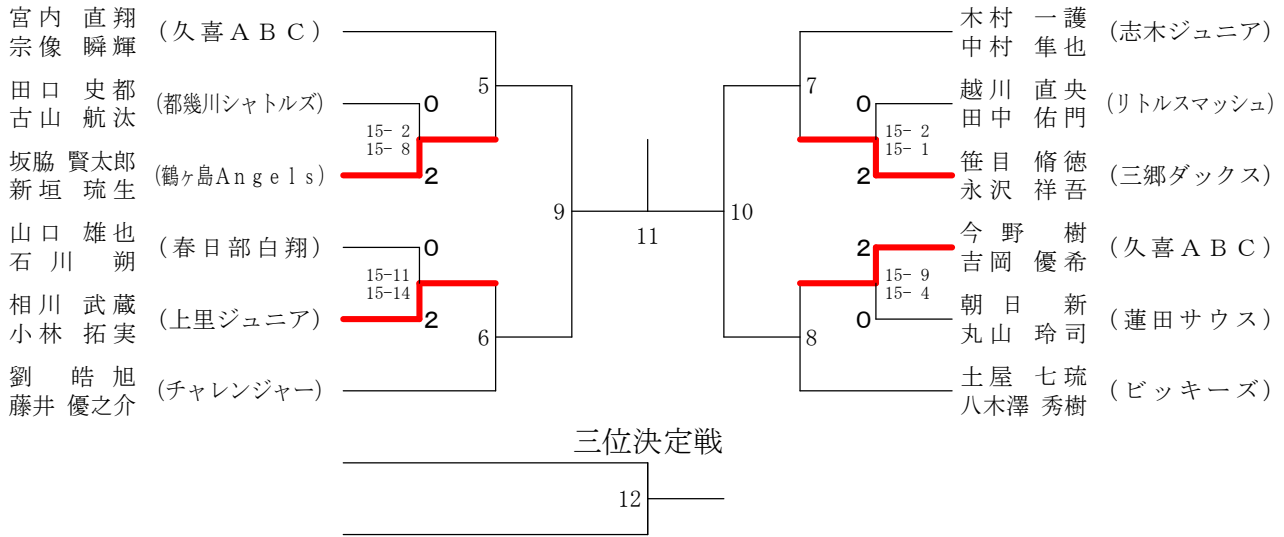 宮内 直翔
宗像 瞬輝
(久喜ABC)
田口 史都
古山 航汰
(都幾川シャトルズ)
0
15- 2
15- 8
坂脇 賢太郎
新垣 琉生
(鶴ヶ島Angels)
2
5
山口 雄也
石川 朔
(春日部白翔)
0
15-11
15-14
相川 武蔵
小林 拓実
(上里ジュニア)
2
6
劉 皓旭
藤井 優之介
(チャレンジャー)
9
11
10
木村 一護
中村 隼也
(志木ジュニア)
7
越川 直央
田中 佑門
(リトルスマッシュ)
0
15- 2
15- 1
笹目 脩徳
永沢 祥吾
(三郷ダックス)
2
今野 樹
吉岡 優希
(久喜ABC)
2
15- 9
15- 4
朝日 新
丸山 玲司
(蓮田サウス)
0
8
土屋 七琉
八木澤 秀樹
(ビッキーズ)
三位決定戦
12